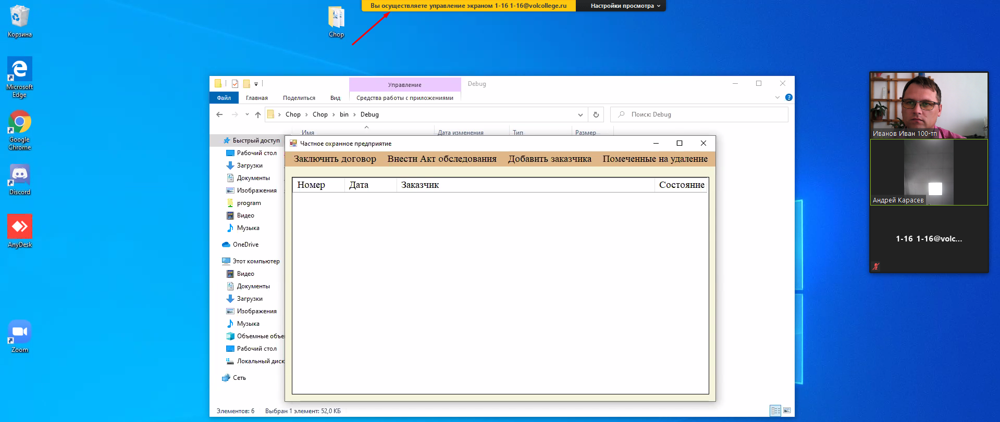 Вы осуществляете управление экраном 1-16 1-16@volcollege.ru
Настройки просмотра
Корзина
Chop
Microsoft
Edge
Google
Chrome
Discord
AnyDesk
Zoom
Управление
Debug
Файл
Главная
Поделиться
Вид
Средства работы с приложениями
Chop
Chop
bin
Debug
Поиск: Debug
Имя
Дата изменения
Тип
Размер
Быстрый доступ
Рабочий стол
Загрузки
Документы
Изображения
program
Видео
Музыка
OneDrive
Этот компьютер
Видео
Документы
Загрузки
Изображения
Музыка
Объемные объе
Рабочий стол
Локальный диск
Сеть
Частное охранное предприятие
Заключить договор
Внести Акт обследования
Добавить заказчика
Помеченные на удаление
Номер
Дата
Заказчик
Состояние
Элементов: 6
Выбран 1 элемент: 52,0 КБ
Иванов Иван 100-тп
Андрей Карасев
1-16 1-16@volc...